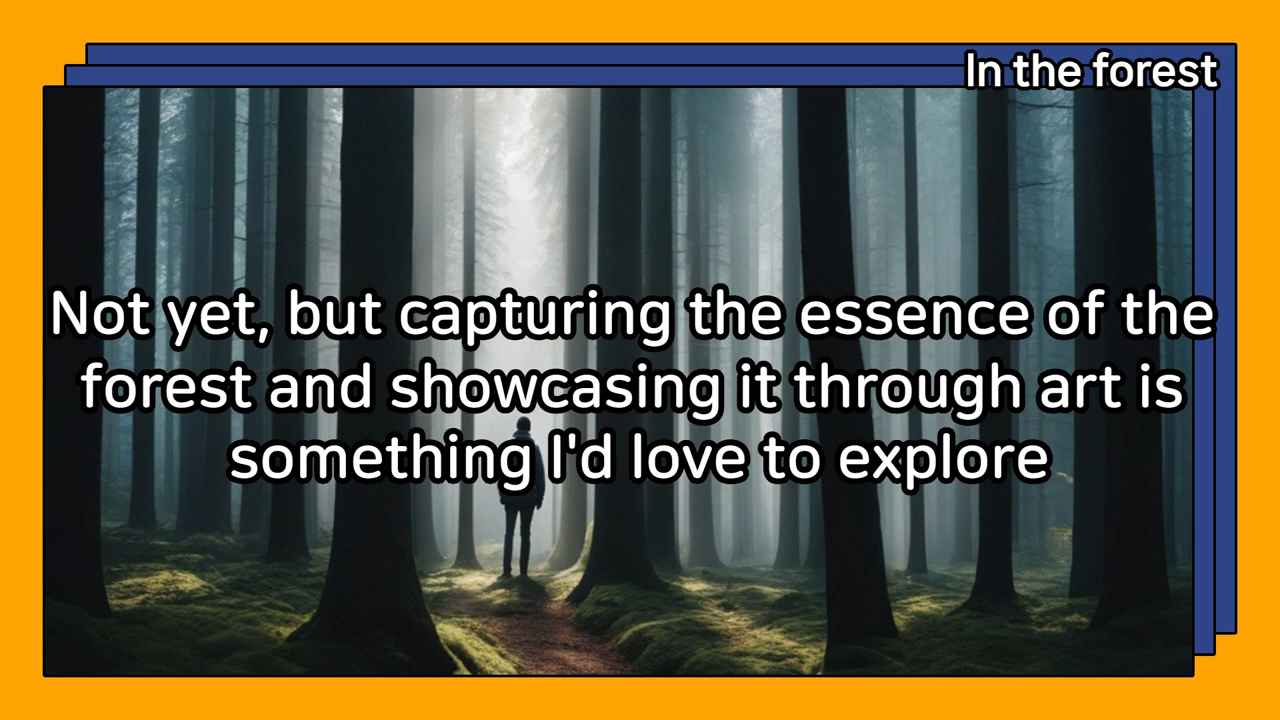 In the forest
Not yet, but capturing the essence of the
forest and showcasing it through art is
something I'd love to explore